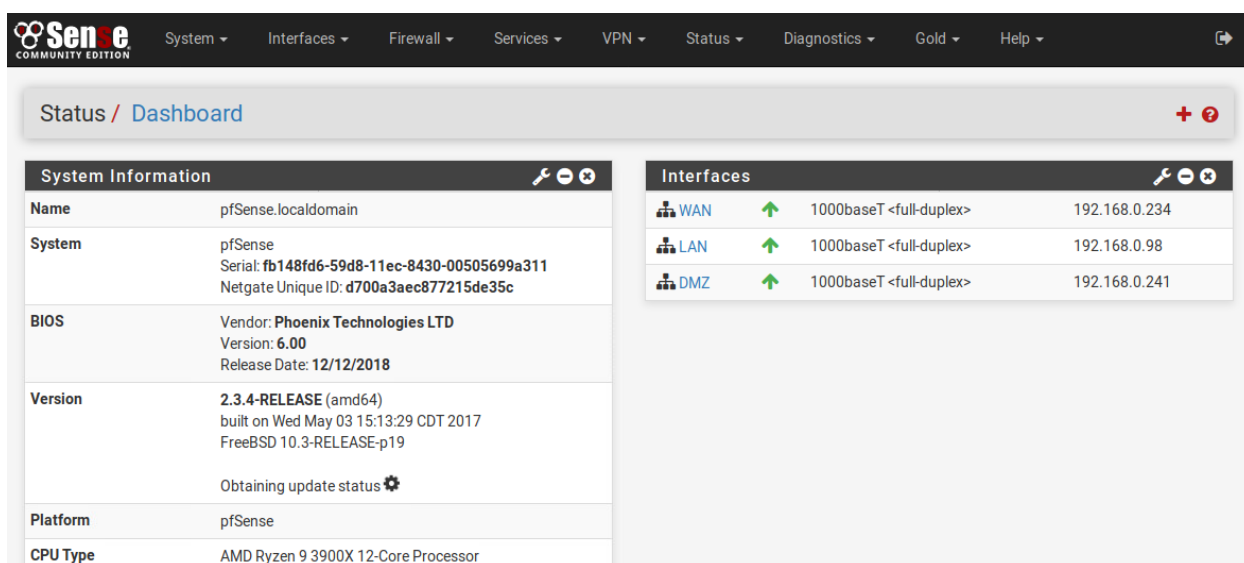 Sense
COMMUNITY EDITION
System
Interfaces
Firewall
Services
VPN
Status
Diagnostics
Gold
Help
Status / Dashboard
System Information
Name pfSense.localdomain
System pfSense
Serial: fb148fd6-59d8-11ec-8430-00505699a311
Netgate Unique ID: d700a3aec877215de35c
BIOS Vendor: Phoenix Technologies LTD
Version: 6.00
Release Date: 12/12/2018
Version 2.3.4-RELEASE (amd64)
built on Wed May 03 15:13:29 CDT 2017
FreeBSD 10.3-RELEASE-p19
Obtaining update status
Platform pfSense
CPU Type AMD Ryzen 9 3900X 12-Core Processor
Interfaces
WAN 1000baseT <full-duplex> 192.168.0.234
LAN 1000baseT <full-duplex> 192.168.0.98
DMZ 1000baseT <full-duplex> 192.168.0.241